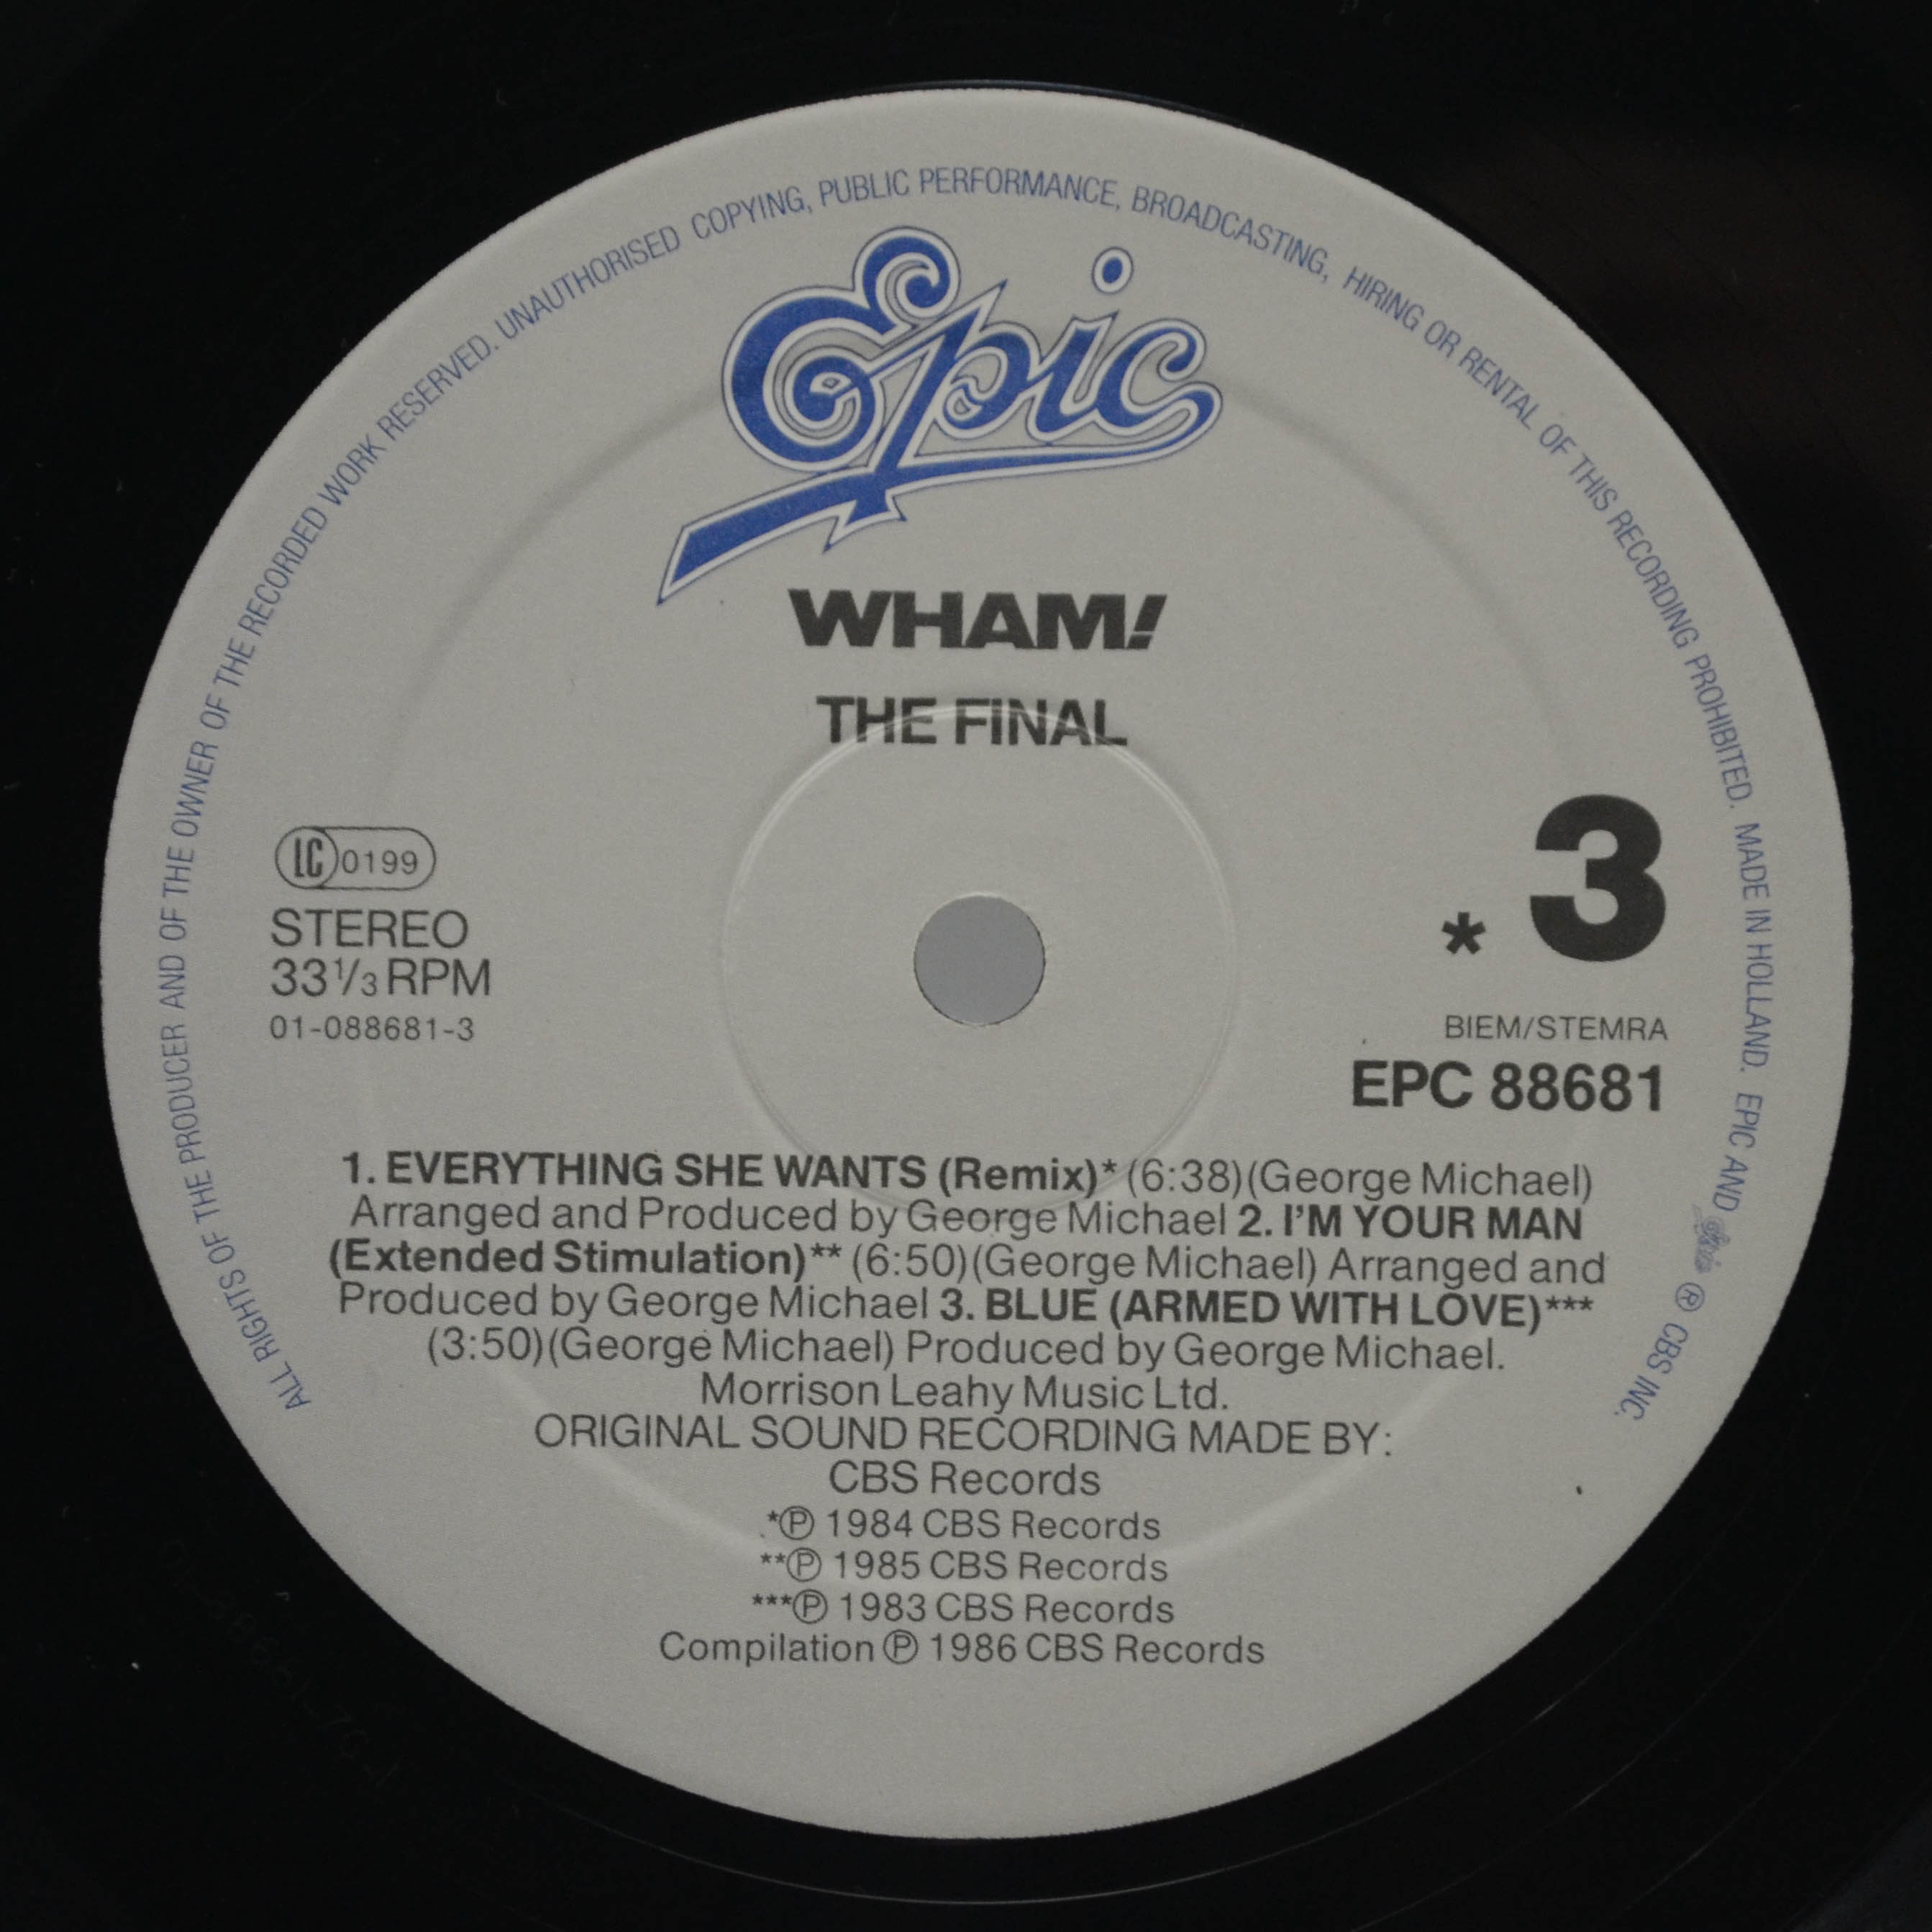 ALL RIGHTS OF THE PRODUCER AND OF THE OWNER OF THE RECORDED WORK RESERVED. UNAUTHORISED COPYING, PUBLIC PERFORMANCE, BROADCASTING, HIRING OR RENTAL OF THIS RECORDING PROHIBITED. MADE IN HOLLAND. EPIC AND Epic ® CBS INC.
Epic
WHAM!
THE FINAL
LC 0199
STEREO
33 1/3 RPM
01-088681-3
* 3
BIEM/STEMRA
EPC 88681
1. EVERYTHING SHE WANTS (Remix)* (6:38)(George Michael)
Arranged and Produced by George Michael 2. I'M YOUR MAN
(Extended Stimulation)** (6:50)(George Michael) Arranged and
Produced by George Michael 3. BLUE (ARMED WITH LOVE)***
(3:50)(George Michael) Produced by George Michael.
Morrison Leahy Music Ltd.
ORIGINAL SOUND RECORDING MADE BY:
CBS Records
*Ⓟ 1984 CBS Records
**Ⓟ 1985 CBS Records
***Ⓟ 1983 CBS Records
Compilation Ⓟ 1986 CBS Records